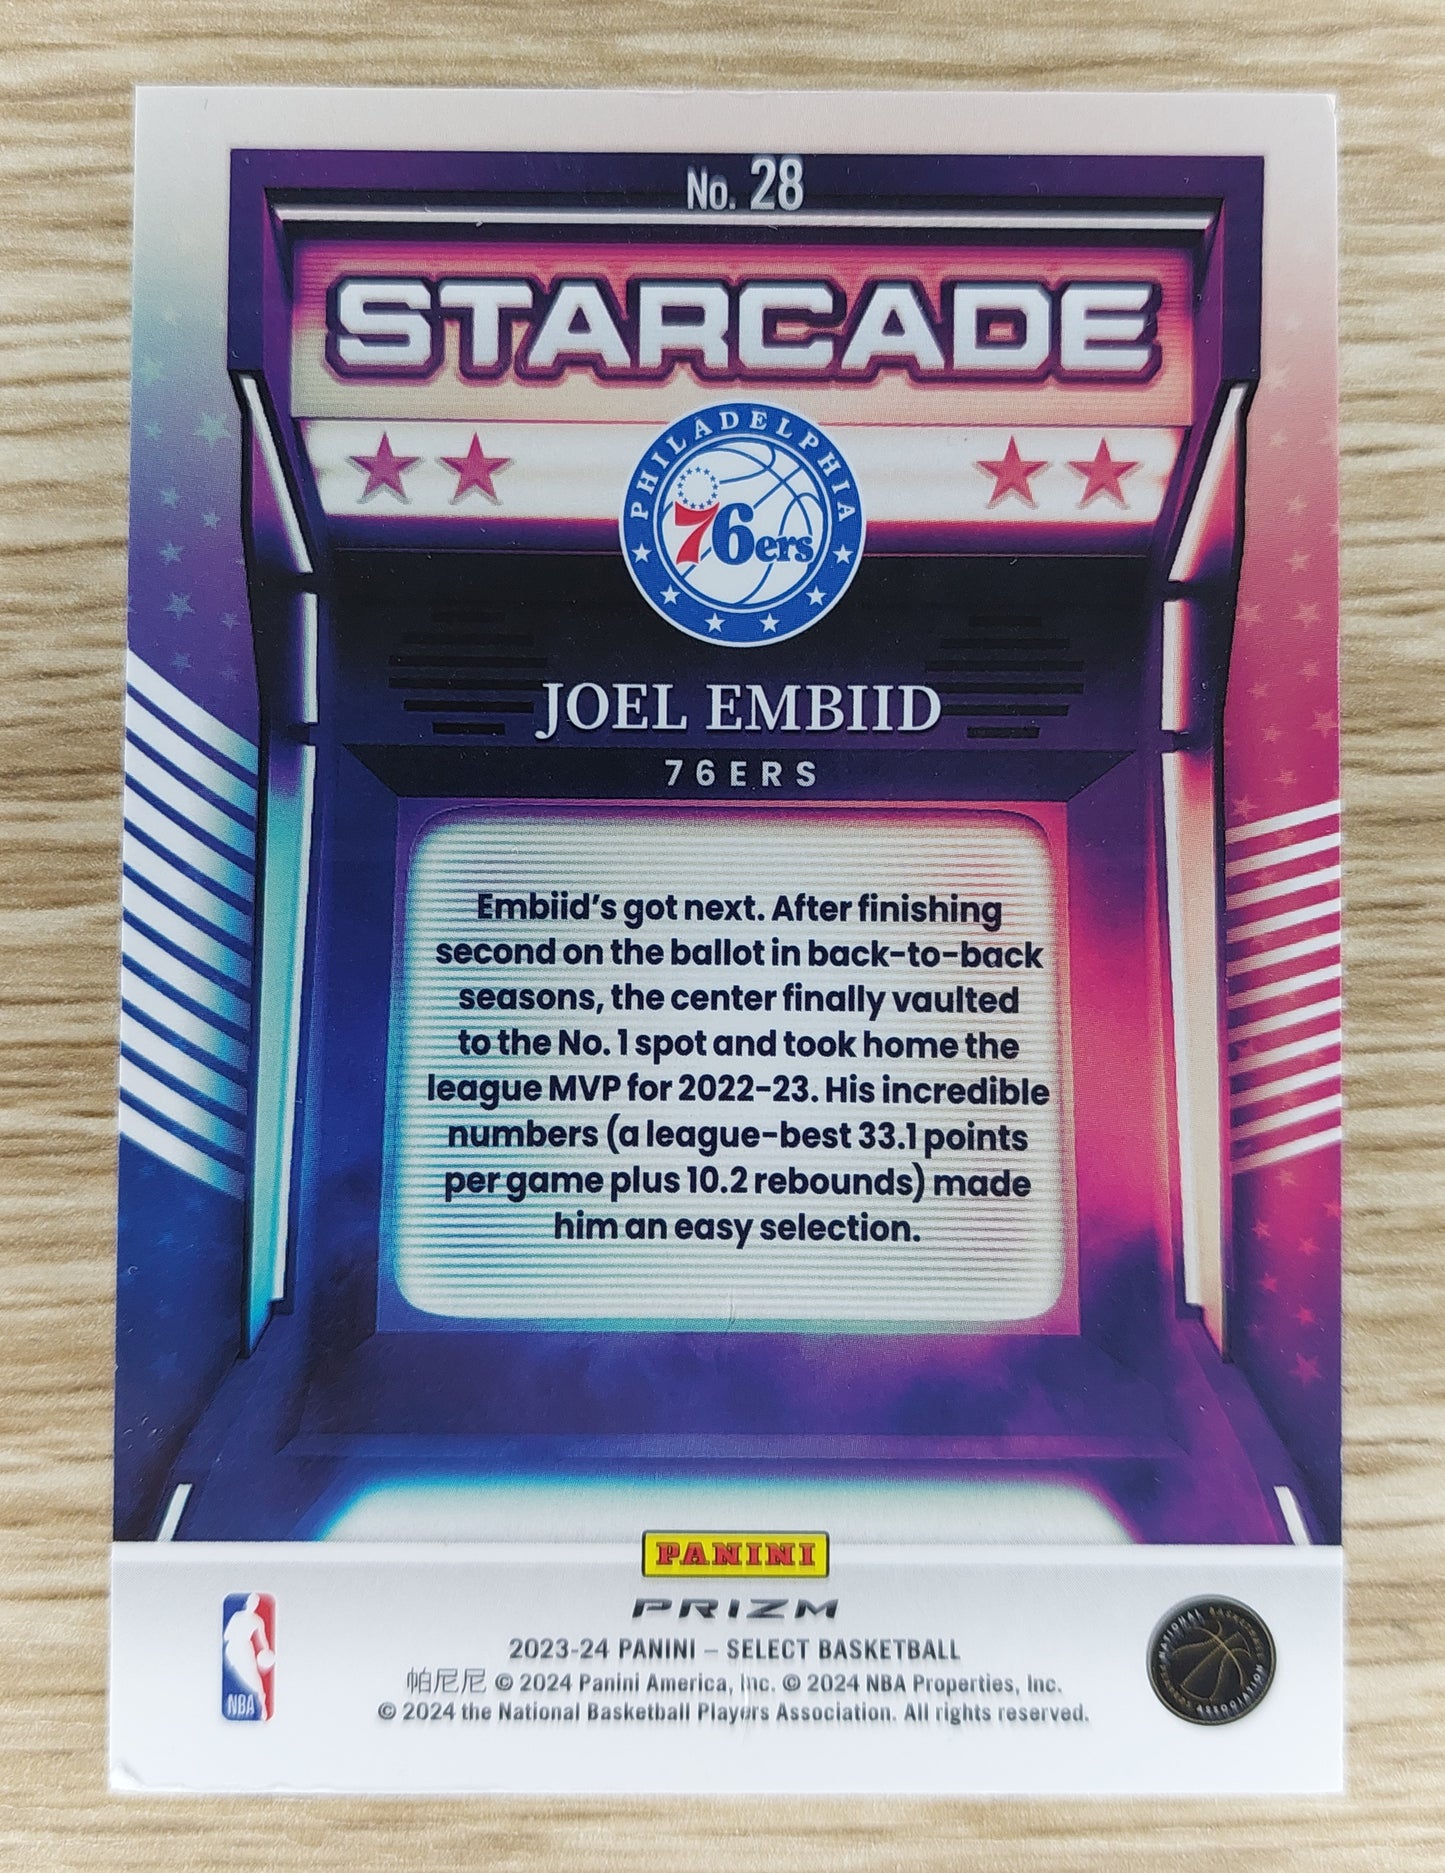 No. 28
STARCADE
PHILADELPHIA
76ers
JOEL EMBIID
76ERS
Embiid's got next. After finishing
second on the ballot in back-to-back
seasons, the center finally vaulted
to the No. 1 spot and took home the
league MVP for 2022-23. His incredible
numbers (a league-best 33.1 points
per game plus 10.2 rebounds) made
him an easy selection.
PANINI
PRIZM
2023-24 PANINI – SELECT BASKETBALL
帕尼尼 © 2024 Panini America, Inc. © 2024 NBA Properties, Inc.
© 2024 the National Basketball Players Association. All rights reserved.
NBA
NATIONAL BASKETBALL PLAYERS ASSOCIATION